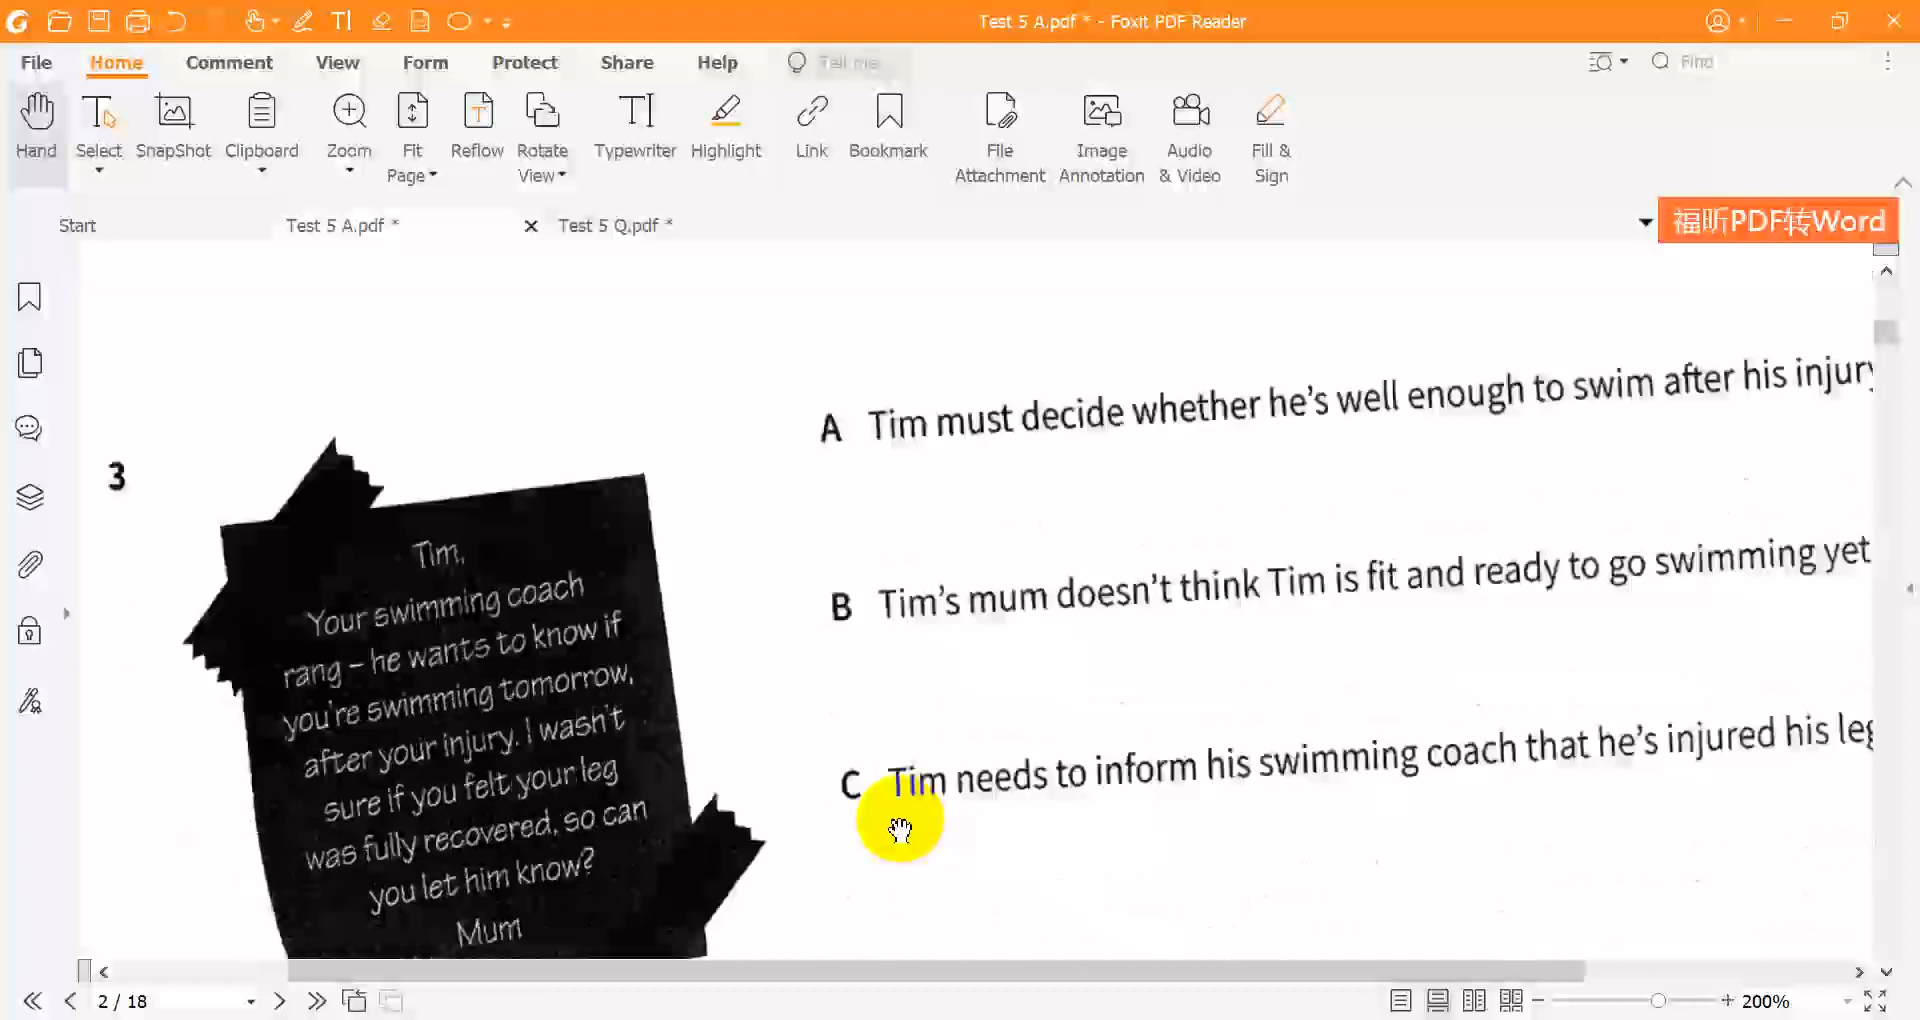 Test 5 A.pdf * - Foxit PDF Reader
File Home Comment View Form Protect Share Help Tell me Find
Hand Select SnapShot Clipboard Zoom Fit Page Reflow Rotate View Typewriter Highlight Link Bookmark File Attachment Image Annotation Audio & Video Fill & Sign
Start Test 5 A.pdf * Test 5 Q.pdf * 福昕PDF转Word
3
Tim,
Your swimming coach
rang – he wants to know if
you're swimming tomorrow,
after your injury. I wasn't
sure if you felt your leg
was fully recovered, so can
you let him know?
Mum
A Tim must decide whether he's well enough to swim after his injury
B Tim's mum doesn't think Tim is fit and ready to go swimming yet
C Tim needs to inform his swimming coach that he's injured his leg
2 / 18 200%